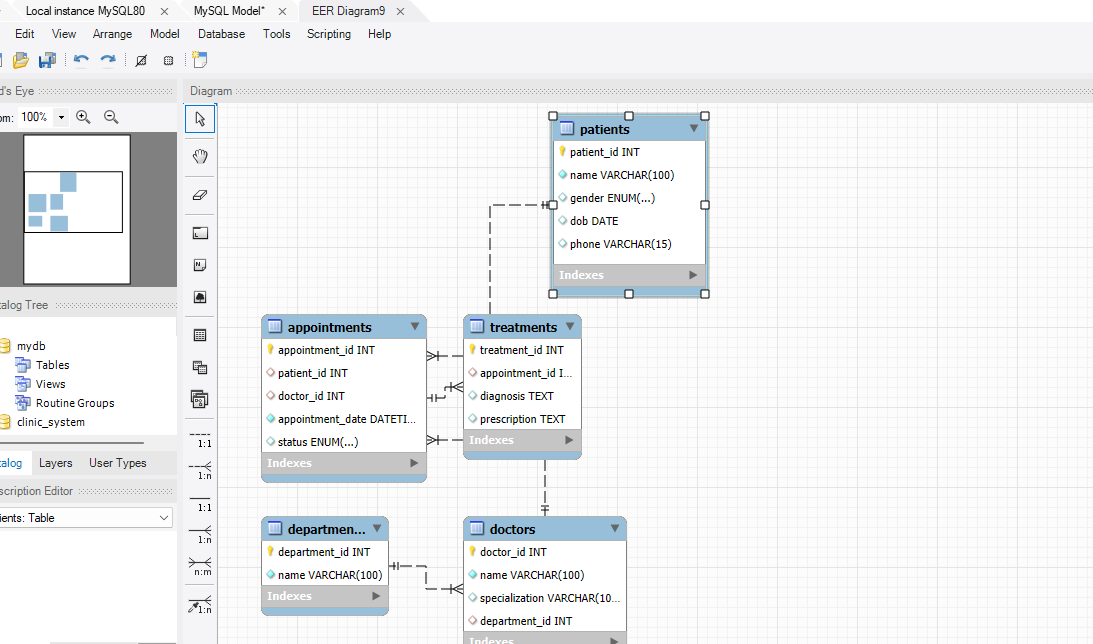 Local instance MySQL80 MySQL Model* EER Diagram9
Edit View Arrange Model Database Tools Scripting Help
d's Eye Diagram
om: 100%
patients
patient_id INT
name VARCHAR(100)
gender ENUM(...)
dob DATE
phone VARCHAR(15)
Indexes
alog Tree
mydb
Tables
Views
Routine Groups
clinic_system
alog Layers User Types
scription Editor
ients: Table
1:1
1:n
1:1
1:n
n:m
1:n
appointments
appointment_id INT
patient_id INT
doctor_id INT
appointment_date DATETI...
status ENUM(...)
Indexes
treatments
treatment_id INT
appointment_id I...
diagnosis TEXT
prescription TEXT
Indexes
departmen...
department_id INT
name VARCHAR(100)
Indexes
doctors
doctor_id INT
name VARCHAR(100)
specialization VARCHAR(10...
department_id INT
Indexes